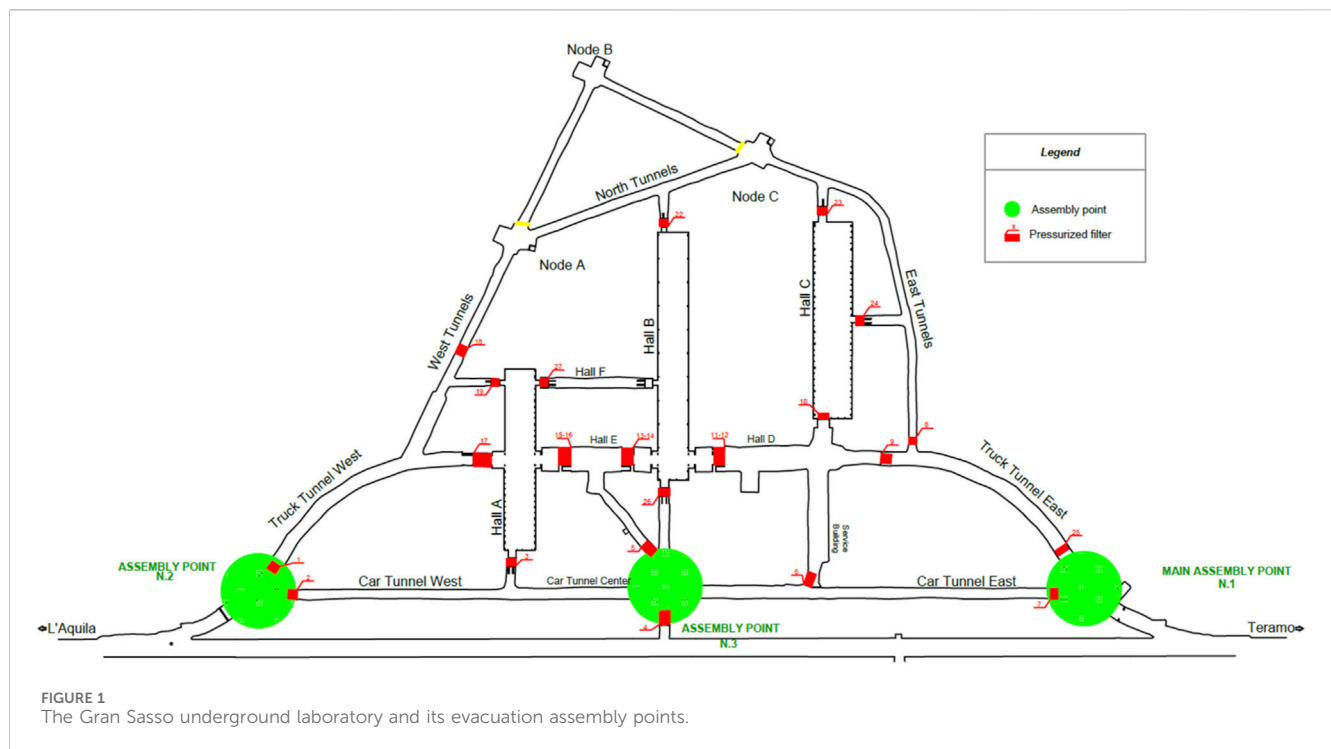 Node B
Legend
Assembly point
x
Pressurized filter
North Tunnels
Node C
23
22
Node A
Hall C
East Tunnels
24
Hall B
West Tunnels
18
27
Hall F
19
10
8
15-16
Hall E
13-14
11-12
Hall D
17
9
Truck Tunnel West
Truck Tunnel East
Hall A
26
Service
Building
25
5
3
1
ASSEMBLY POINT
N.2
2
Car Tunnel West
Car Tunnel Center
6
Car Tunnel East
7
MAIN ASSEMBLY POINT
N.1
4
ASSEMBLY POINT
N.3
L'Aquila
Teramo
FIGURE 1
The Gran Sasso underground laboratory and its evacuation assembly points.